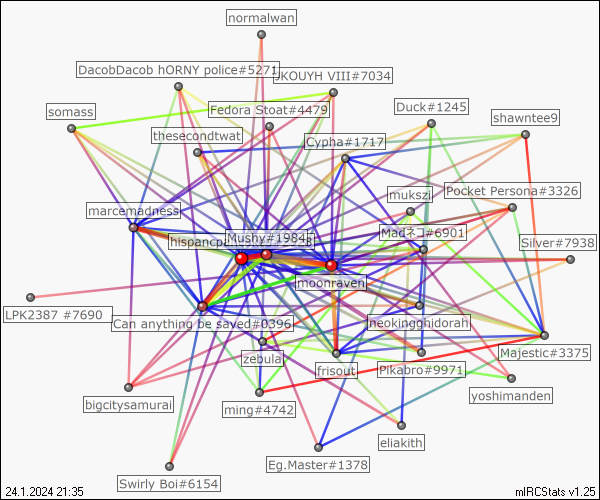 normalwan
DacobDacob hORNY police#5271
KOUYH VIII#7034
somass
Fedora Stoat#4479
Duck#1245
shawntee9
thesecondtwat
Cypha#1717
mukszi
Pocket Persona#3326
marcemadness
Mushy#1984
hispancp
Madネコ#6901
Silver#7938
moonraven
LPK2387 #7690
Can anything be saved#0396
neokingghidorah
zebula
frisout
Pikabro#9971
Majestic#3375
bigcitysamurai
ming#4742
yoshimanden
eliakith
Eg.Master#1378
Swirly Boi#6154
24.1.2024 21:35
mIRCStats v1.25